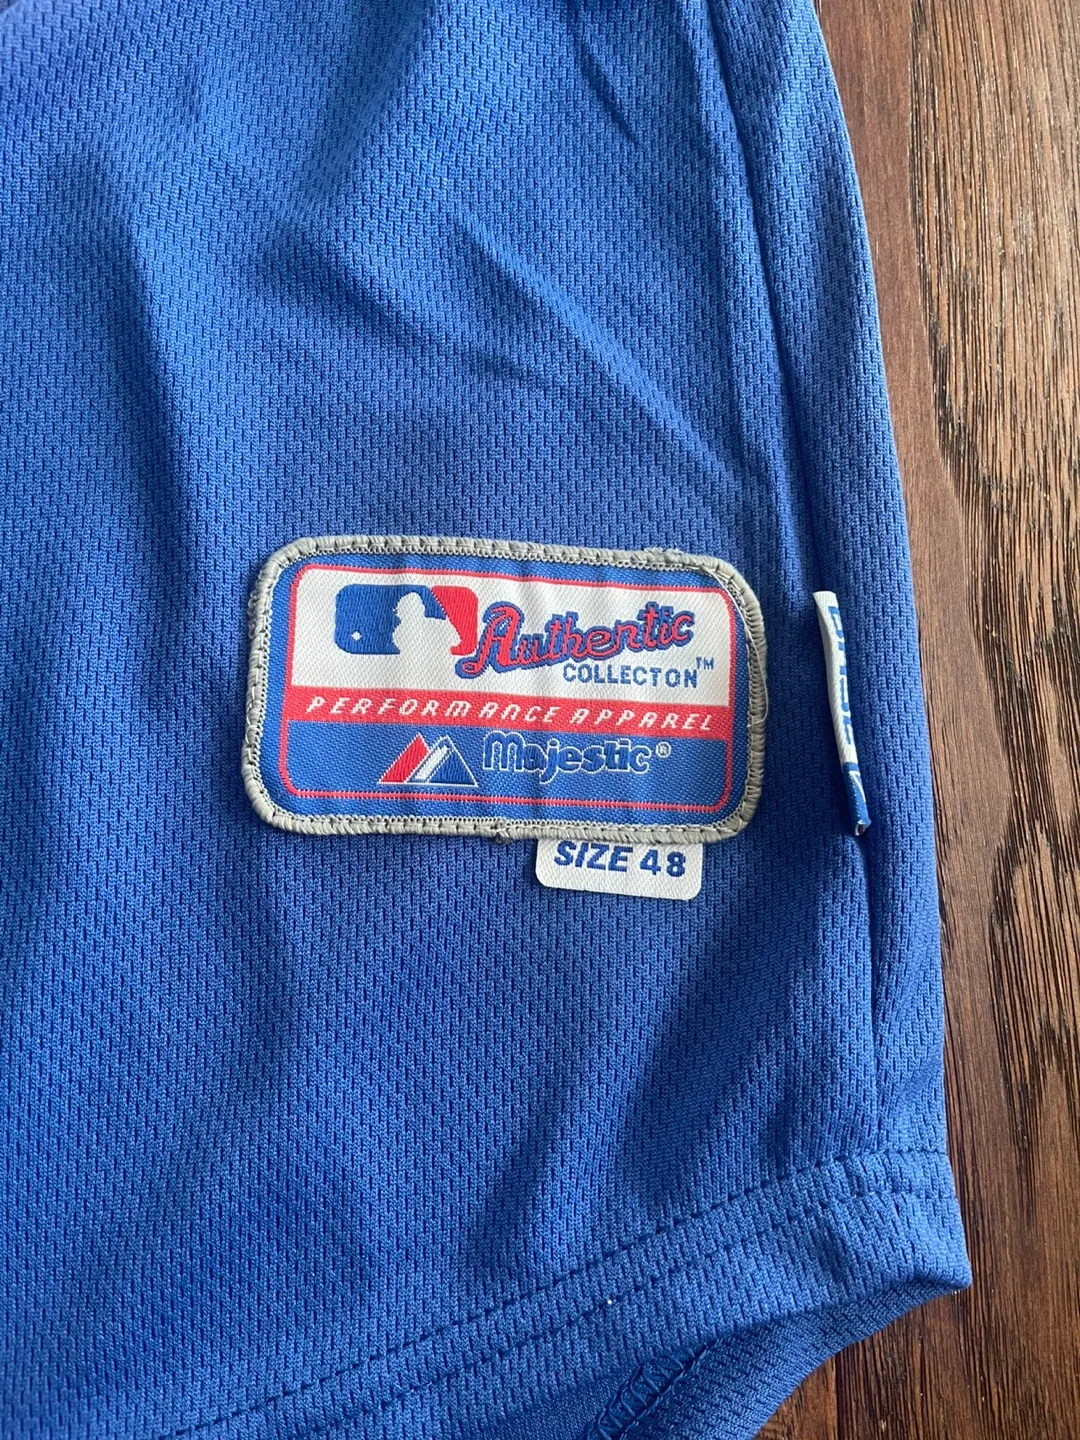 Authentic
COLLECTON™
PERFORMANCE APPAREL
Majestic®
SIZE 48